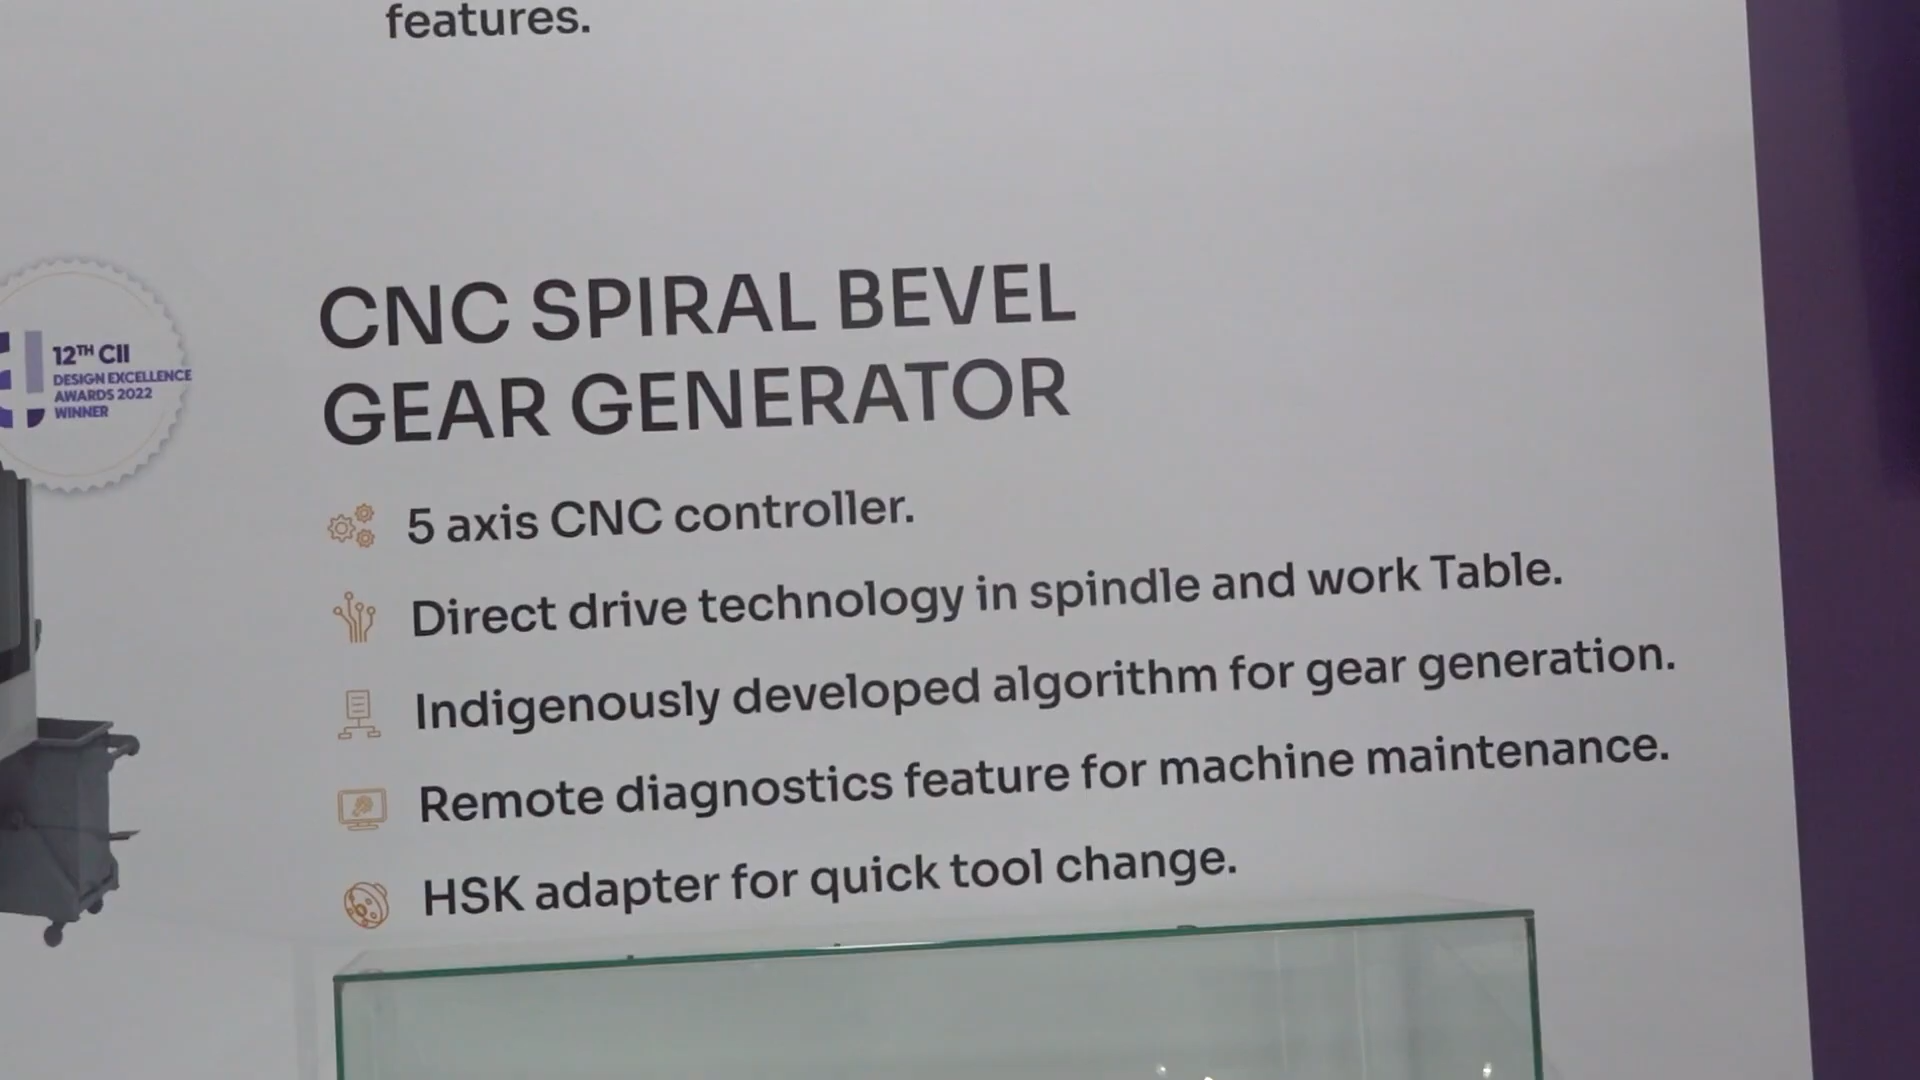 features.
12TH CII
DESIGN EXCELLENCE
AWARDS 2022
WINNER
CNC SPIRAL BEVEL
GEAR GENERATOR
5 axis CNC controller.
Direct drive technology in spindle and work Table.
Indigenously developed algorithm for gear generation.
Remote diagnostics feature for machine maintenance.
HSK adapter for quick tool change.